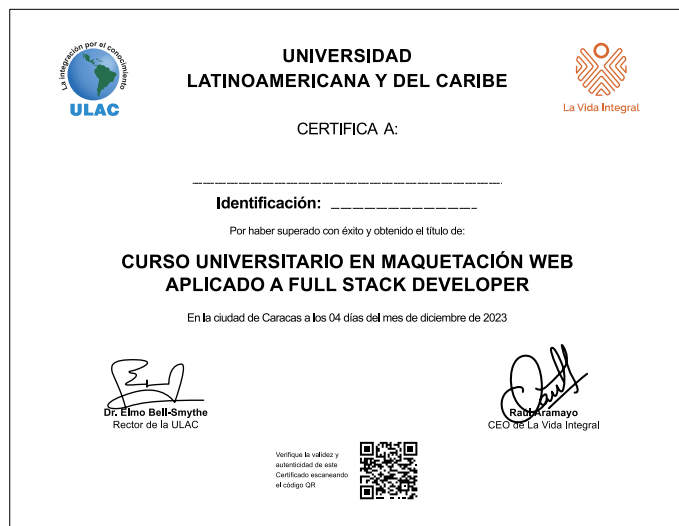 La integración por el conocimiento
ULAC
UNIVERSIDAD
LATINOAMERICANA Y DEL CARIBE
La Vida Integral
CERTIFICA A:
Identificación:
Por haber superado con éxito y obtenido el título de:
CURSO UNIVERSITARIO EN MAQUETACIÓN WEB
APLICADO A FULL STACK DEVELOPER
En la ciudad de Caracas a los 04 días del mes de diciembre de 2023
Dr. Elmo Bell-Smythe
Rector de la ULAC
Raúl Aramayo
CEO de La Vida Integral
Verifique la validez y
autenticidad de este
Certificado escaneando
el código QR